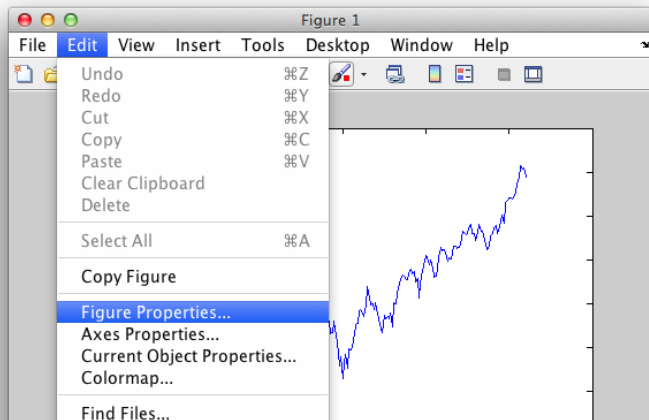 Figure 1
File Edit View Insert Tools Desktop Window Help
Undo ⌘Z
Redo ⌘Y
Cut ⌘X
Copy ⌘C
Paste ⌘V
Clear Clipboard
Delete
Select All ⌘A
Copy Figure
Figure Properties...
Axes Properties...
Current Object Properties...
Colormap...
Find Files...